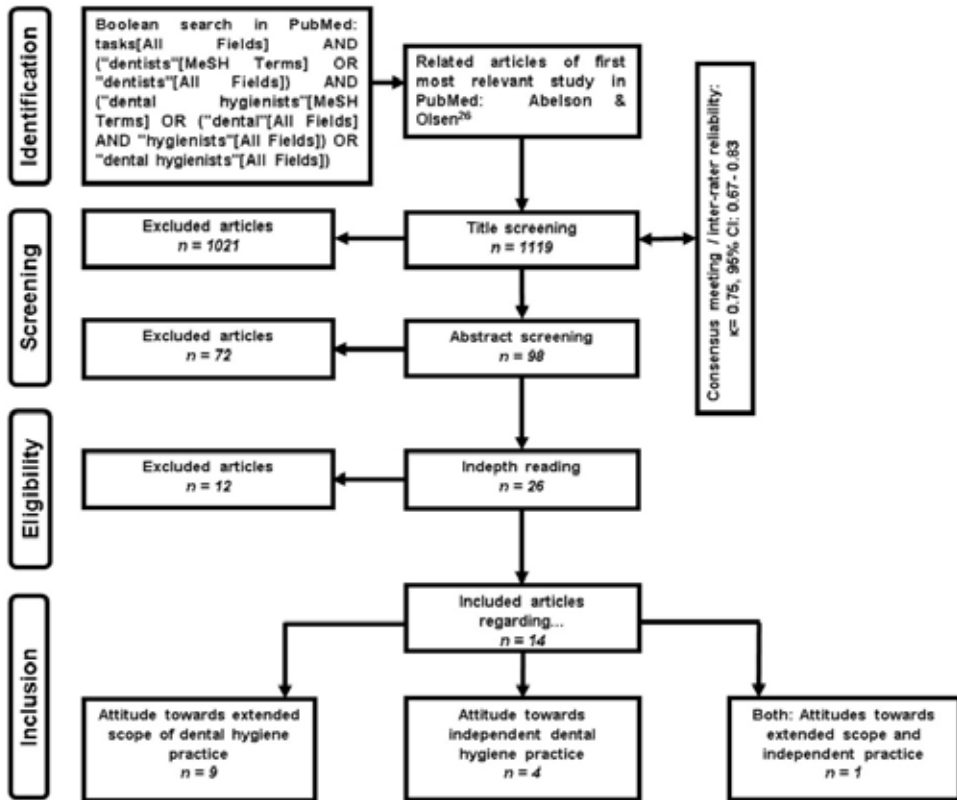 Identification
Boolean search in PubMed:
tasks[All Fields] AND
("dentists"[MeSH Terms] OR
"dentists"[All Fields]) AND
("dental hygienists"[MeSH
Terms] OR ("dental"[All Fields]
AND "hygienists"[All Fields]) OR
"dental hygienists"[All Fields])
Related articles of first
most relevant study in
PubMed: Abelson &
Olsen26
Screening
Excluded articles
n = 1021
Title screening
n = 1119
Consensus meeting / inter-rater reliability:
κ= 0.75, 95% CI: 0.67- 0.83
Excluded articles
n = 72
Abstract screening
n = 98
Eligibility
Excluded articles
n = 12
Indepth reading
n = 26
Inclusion
Included articles
regarding...
n = 14
Attitude towards extended
scope of dental hygiene
practice
n = 9
Attitude towards
independent dental
hygiene practice
n = 4
Both: Attitudes towards
extended scope and
independent practice
n = 1